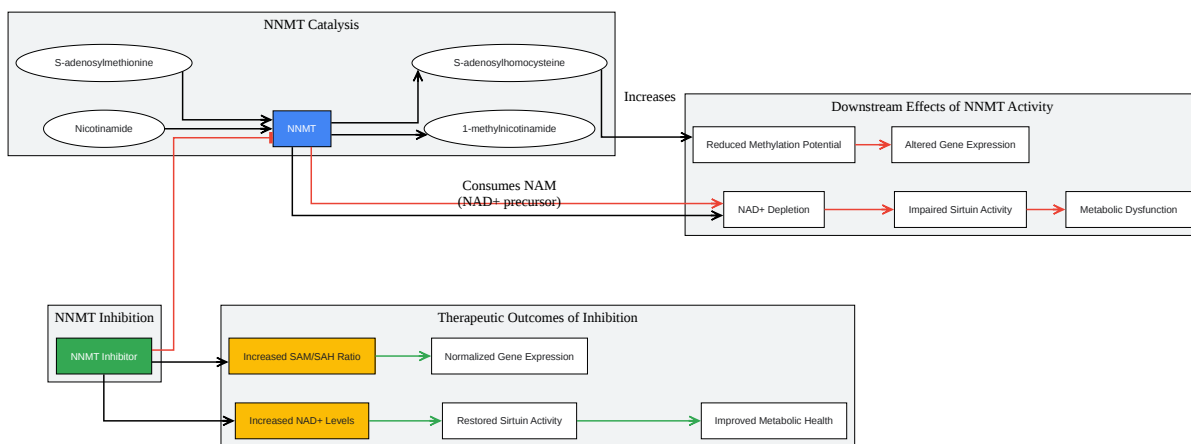 NNMT Catalysis
S-adenosylmethionine
S-adenosylhomocysteine
Nicotinamide
NNMT
1-methylnicotinamide
Increases
Downstream Effects of NNMT Activity
Reduced Methylation Potential
Altered Gene Expression
Consumes NAM
(NAD+ precursor)
NAD+ Depletion
Impaired Sirtuin Activity
Metabolic Dysfunction
NNMT Inhibition
NNMT Inhibitor
Therapeutic Outcomes of Inhibition
Increased SAM/SAH Ratio
Normalized Gene Expression
Increased NAD+ Levels
Restored Sirtuin Activity
Improved Metabolic Health